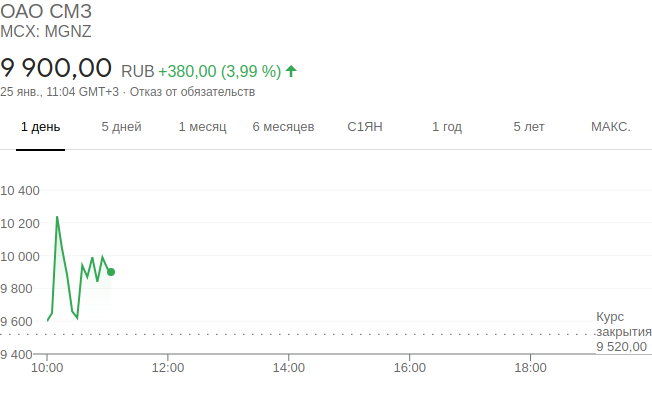 ОАО СМЗ
MCX: MGNZ
9 900,00 RUB +380,00 (3,99 %)
25 янв., 11:04 GMT+3 · Отказ от обязательств
1 день 5 дней 1 месяц 6 месяцев С1ЯН 1 год 5 лет МАКС.
10 400
10 200
10 000
9 800
9 600
9 400
Курс
закрытия
9 520,00
10:00 12:00 14:00 16:00 18:00